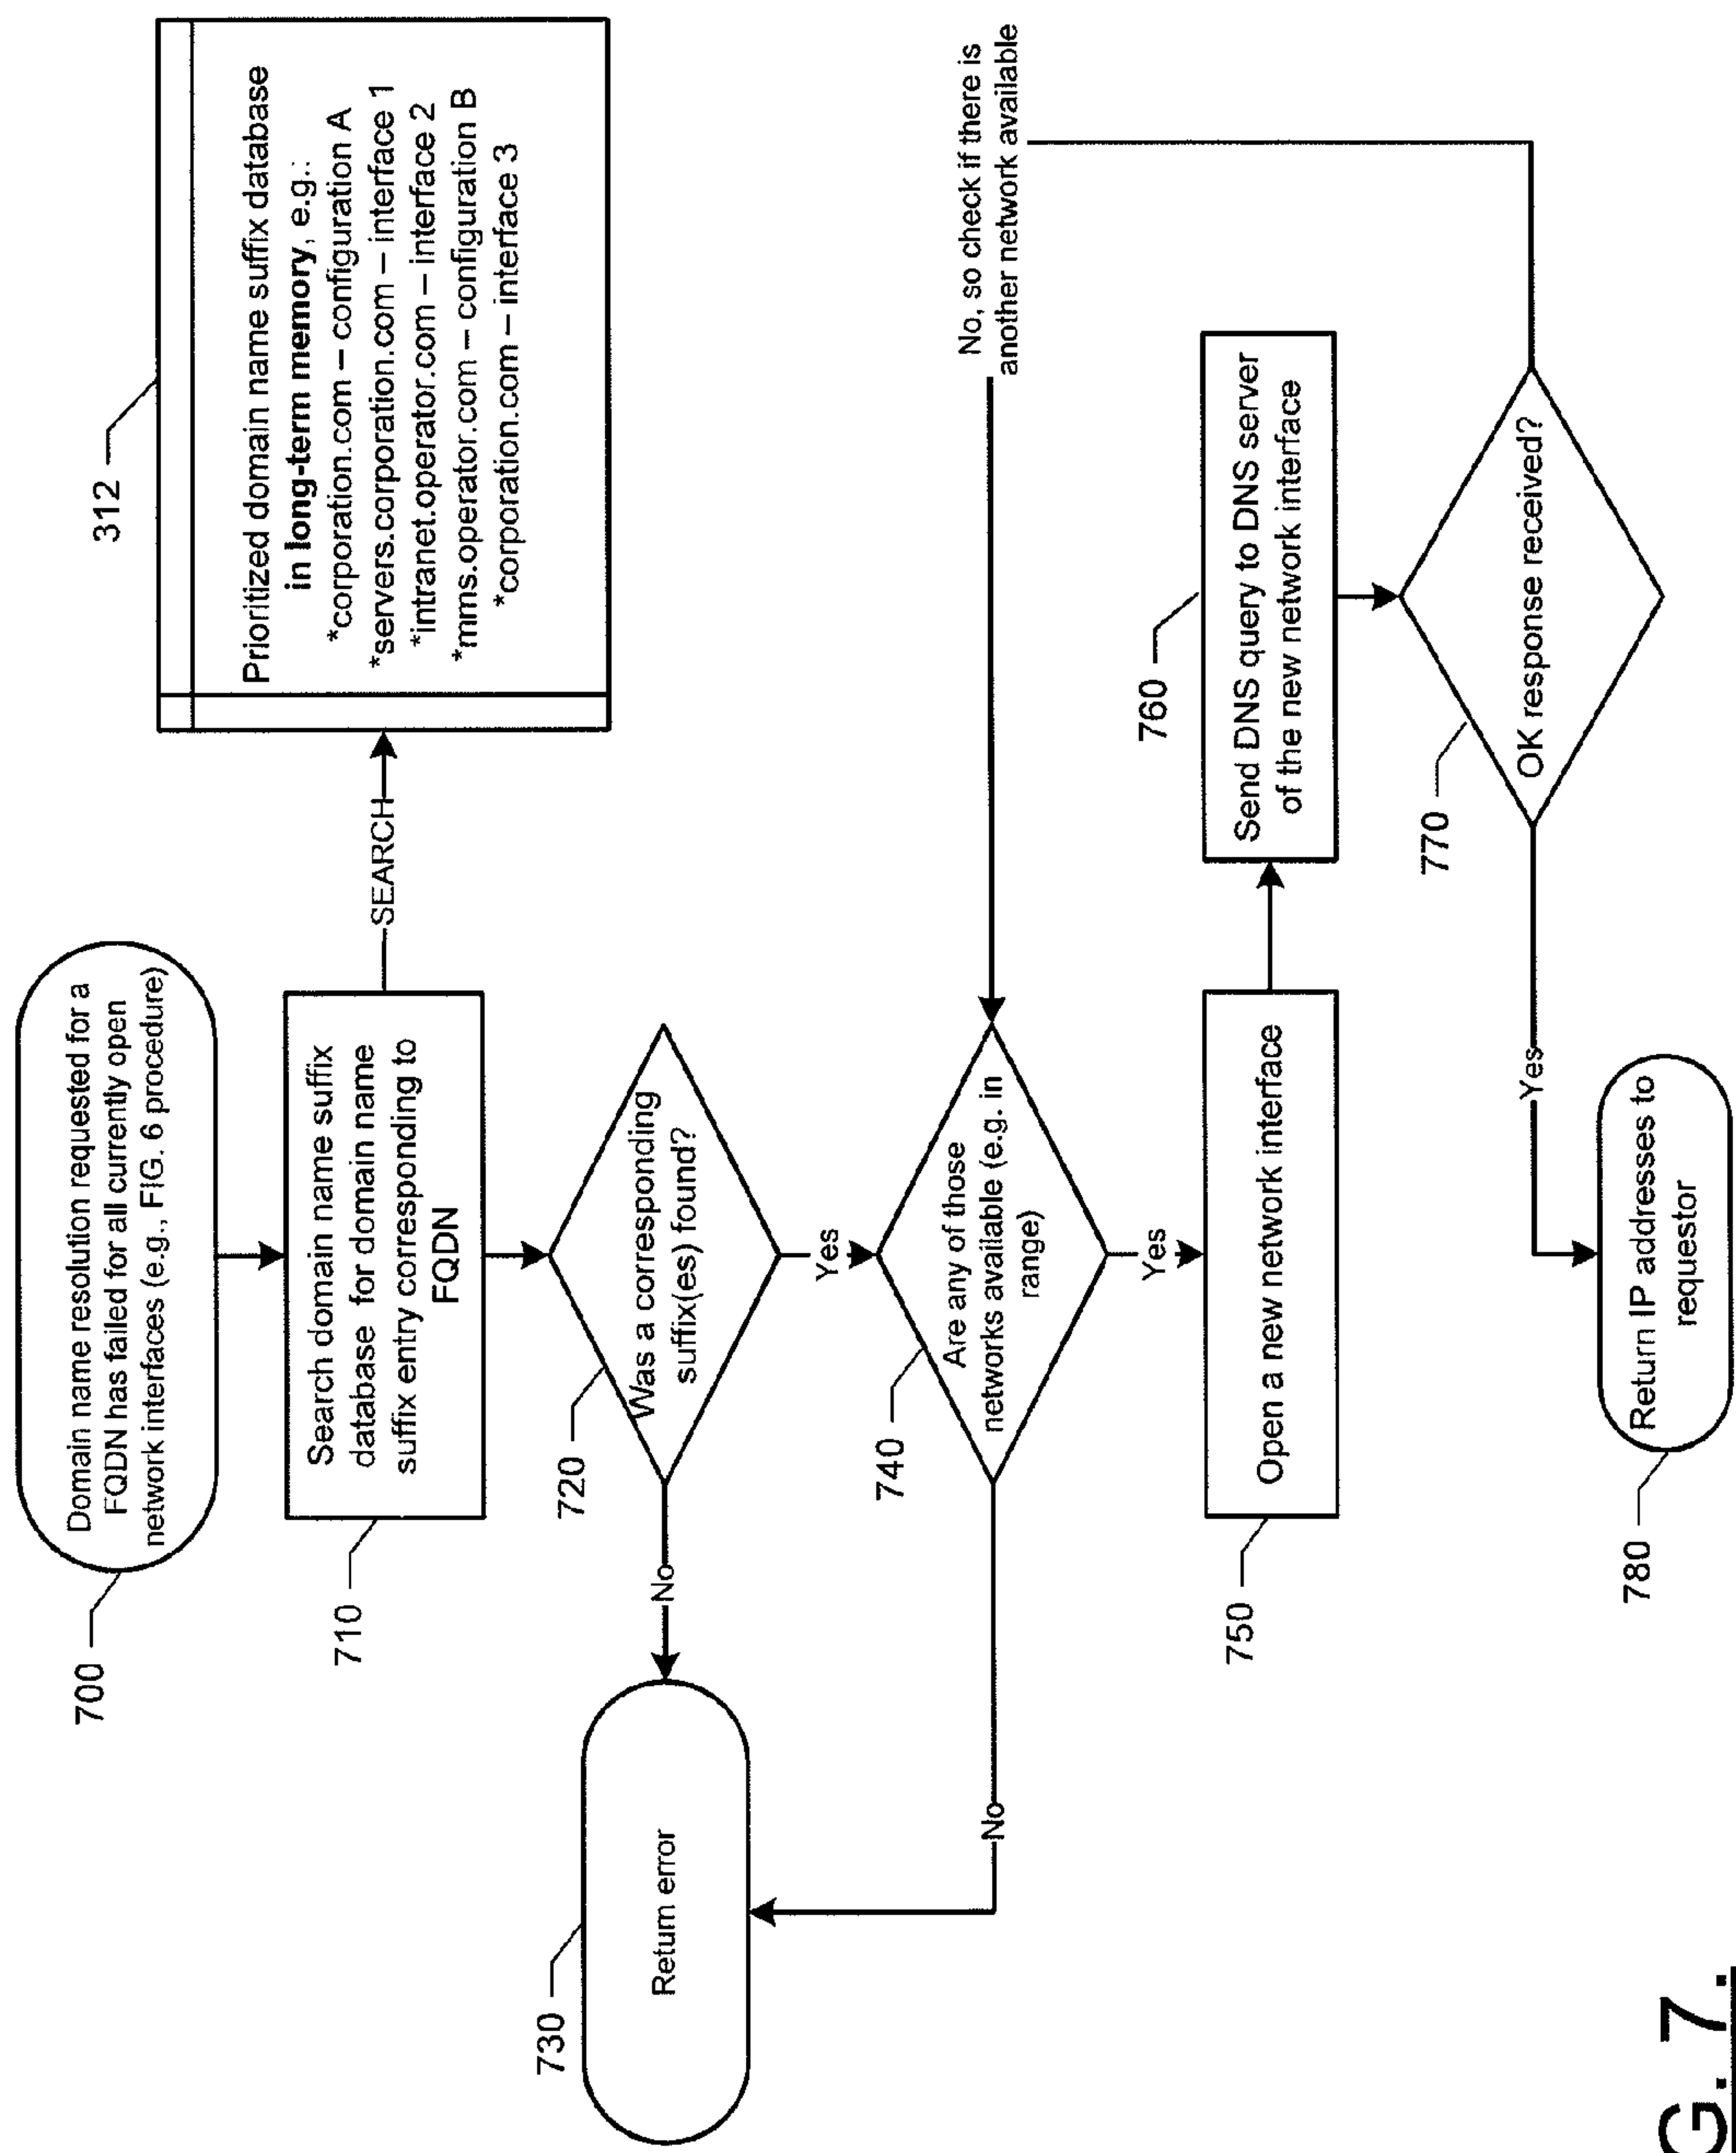 700
Domain name resolution requested for a
FQDN has failed for all currently open
network interfaces (e.g., FIG. 6 procedure)
710
Search domain name suffix
database for domain name
suffix entry corresponding to
FQDN
SEARCH
312
Prioritized domain name suffix database
in long-term memory, e.g.:
*corporation.com – configuration A
*servers.corporation.com – interface 1
*intranet.operator.com – interface 2
*mms.operator.com – configuration B
*corporation.com – interface 3
720
Was a corresponding
suffix(es) found?
No
Yes
730
Return error
740
Are any of those
networks available (e.g. in
range)
No
Yes
No, so check if there is
another network available
750
Open a new network interface
760
Send DNS query to DNS server
of the new network interface
770
OK response received?
Yes
780
Return IP addresses to
requestor
G. 7.